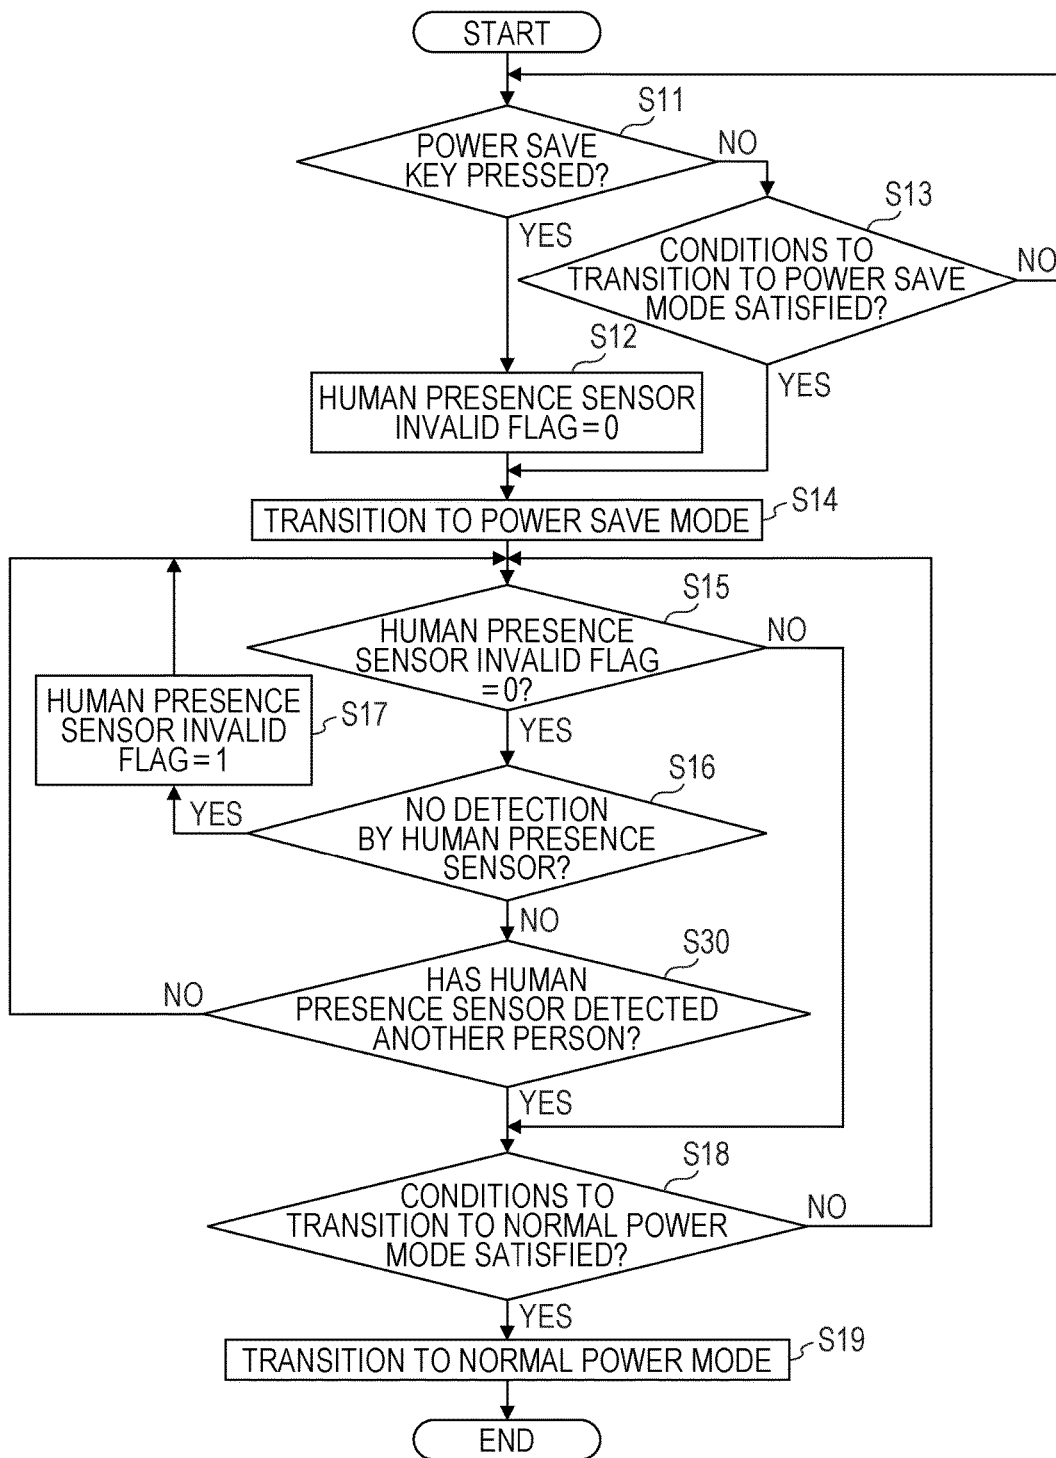 START
S11
POWER SAVE
KEY PRESSED?
NO
YES
S13
CONDITIONS TO
TRANSITION TO POWER SAVE
MODE SATISFIED?
NO
YES
S12
HUMAN PRESENCE SENSOR
INVALID FLAG=0
TRANSITION TO POWER SAVE MODE
S14
S15
HUMAN PRESENCE
SENSOR INVALID FLAG
=0?
NO
YES
HUMAN PRESENCE
SENSOR INVALID
FLAG=1
S17
S16
NO DETECTION
BY HUMAN PRESENCE
SENSOR?
YES
NO
S30
HAS HUMAN
PRESENCE SENSOR DETECTED
ANOTHER PERSON?
NO
YES
S18
CONDITIONS TO
TRANSITION TO NORMAL POWER
MODE SATISFIED?
NO
YES
TRANSITION TO NORMAL POWER MODE
S19
END